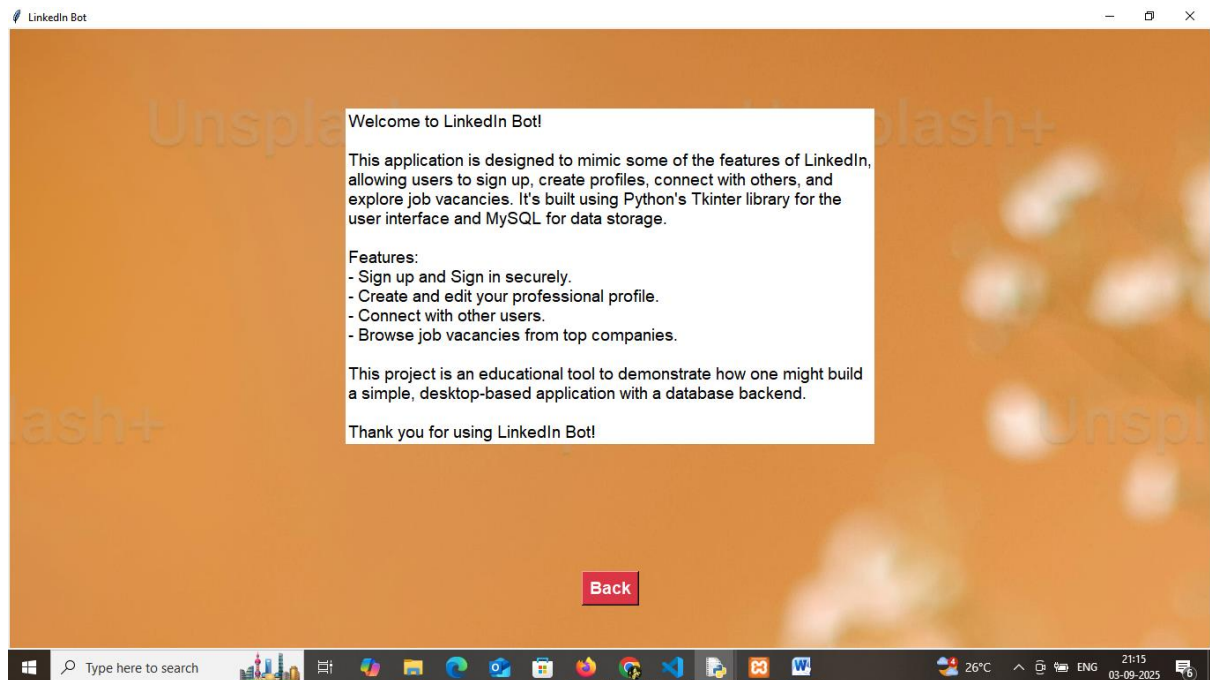 LinkedIn Bot
Unsplash+
Welcome to LinkedIn Bot!
This application is designed to mimic some of the features of LinkedIn,
allowing users to sign up, create profiles, connect with others, and
explore job vacancies. It's built using Python's Tkinter library for the
user interface and MySQL for data storage.
Features:
- Sign up and Sign in securely.
- Create and edit your professional profile.
- Connect with other users.
- Browse job vacancies from top companies.
This project is an educational tool to demonstrate how one might build
a simple, desktop-based application with a database backend.
Thank you for using LinkedIn Bot!
Back
Type here to search
26°C
ENG
21:15
03-09-2025
6